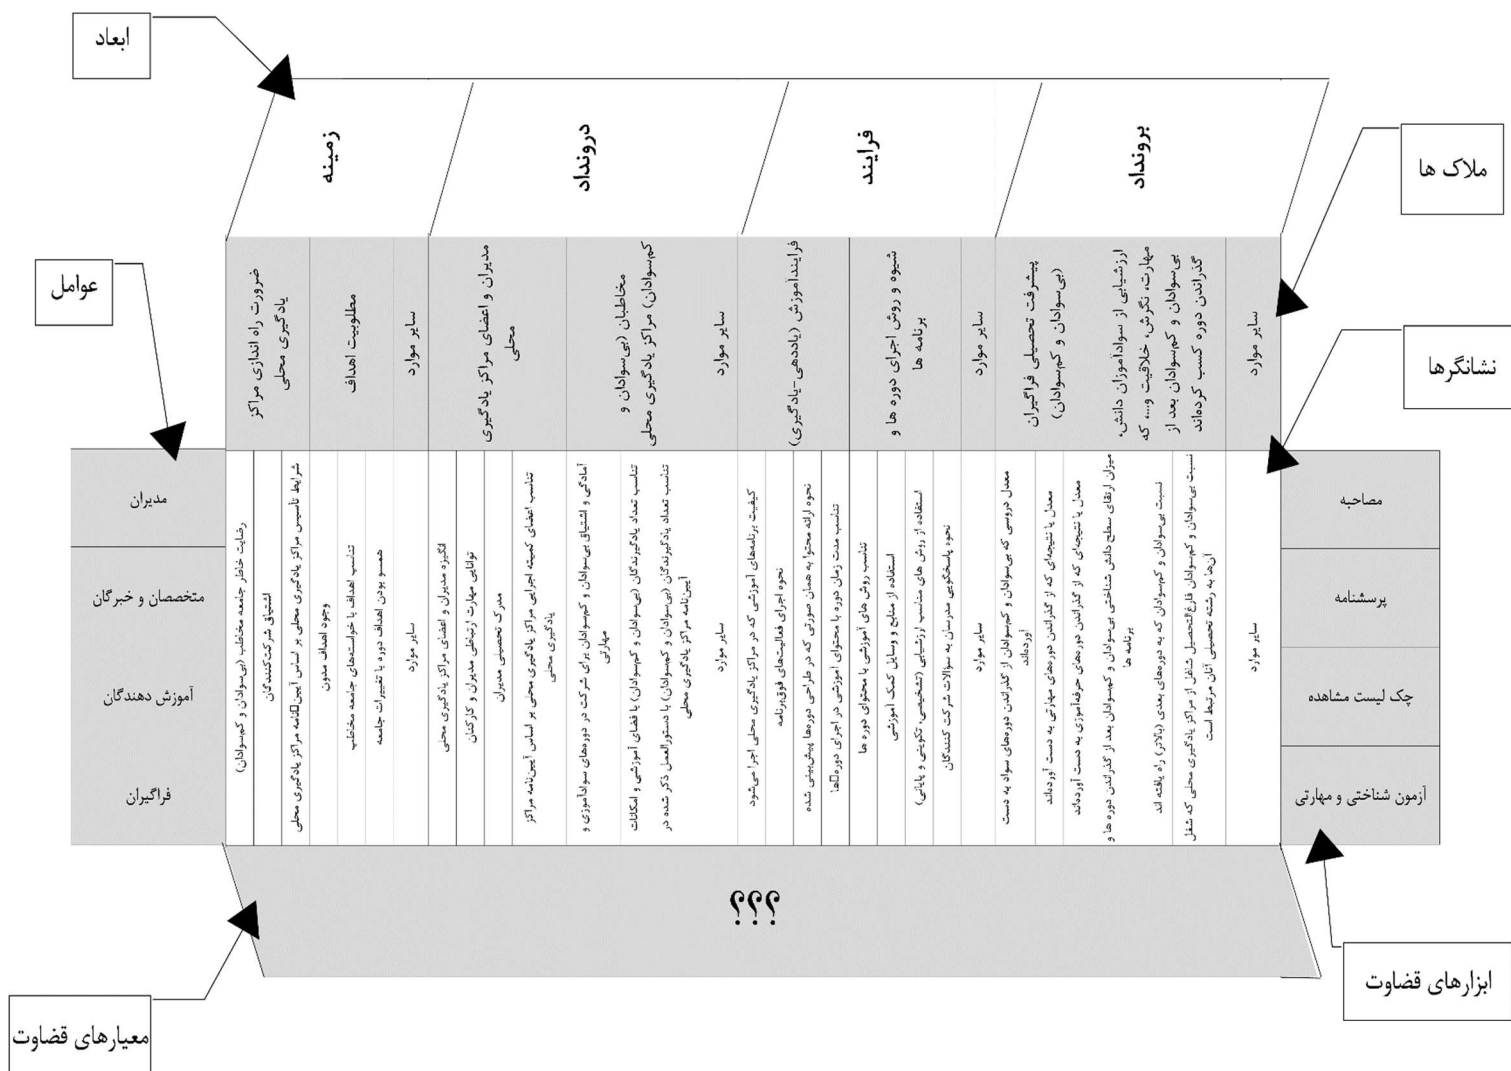 ابعاد
ملاک ها
عوامل
نشانگرها
ابزارهای قضاوت
معیارهای قضاوت
زمینه
درونداد
فرایند
برونداد
ضرورت راه اندازی مراکز
یادگیری محلی
مطلوبیت اهداف
سایر موارد
مدیران و اعضای مراکز یادگیری
محلی
مخاطبان (بی‌سوادان و
کم‌سوادان) مراکز یادگیری محلی
سایر موارد
فرایندآموزش (یاددهی-یادگیری)
شیوه و روش اجرای دوره ها و
برنامه ها
سایر موارد
پیشرفت تحصیلی فراگیران
(بی‌سوادان و کم‌سوادان)
ارزشیابی از سوادآموزان دانش،
مهارت، نگرش، خلاقیت و.... که
بی‌سوادان و کم‌سوادان بعد از
گذراندن دوره کسب کرده‌اند
سایر موارد
مدیران
متخصصان و خبرگان
آموزش دهندگان
فراگیران
رضایت خاطر جامعه مخاطب (بی‌سوادان و کم‌سوادان)
اشتیاق شرکت‌کنندگان
شرایط تأسیس مراکز یادگیری محلی بر اساس آیین□نامه مراکز یادگیری محلی
وجود اهداف مدون
تناسب اهداف با خواسته‌های جامعه مخاطب
همسو بودن اهداف دوره با تغییرات جامعه
سایر موارد
انگیزه مدیران و اعضای مراکز یادگیری محلی
توانایی مهارت ارتباطی مدیران و کارکنان
مدرک تحصیلی مدیران
تناسب اعضای کمیته اجرایی مراکز یادگیری محلی بر اساس آیین‌نامه مراکز
یادگیری محلی
آمادگی و اشتیاق بی‌سوادان و کم‌سوادان برای شرکت در دوره‌های سوادآموزی و
مهارتی
تناسب تعداد یادگیرندگان (بی‌سوادان و کم‌سوادان) با فضای آموزشی و امکانات
تناسب تعداد یادگیرندگان (بی‌سوادان و کم‌سوادان) با دستورالعمل ذکر شده در
آیین‌نامه مراکز یادگیری محلی
سایر موارد
کیفیت برنامه‌های آموزشی که در مراکز یادگیری محلی اجرا می‌شود
نحوه اجرای فعالیت‌های فوق‌برنامه
نحوه ارائه محتوا به همان صورتی که در طراحی دوره‌ها پیش‌بینی شده
تناسب مدت زمان دوره با محتوای آموزشی در اجرای دوره□ها
تناسب روش های آموزشی با محتوای دوره ها
استفاده از منابع و وسایل کمک آموزشی
استفاده از روش های مناسب ارزشیابی (تشخیصی، تکوینی و پایانی)
نحوه پاسخگویی مدرسان به سوالات شرکت کنندگان
سایر موارد
معدل دروسی که بی‌سوادان و کم‌سوادان از گذراندن دوره‌های سواد به دست
آورده‌اند
معدل یا نتیجه‌ای که از گذراندن دوره‌های مهارتی به دست آورده‌اند
معدل یا نتیجه‌ای که از گذراندن دوره‌های حرفه‌آموزی به دست آورده‌اند
میزان ارتقای سطح دانش شناختی بی‌سوادان و کم‌سوادان بعد از گذراندن دوره ها و
برنامه ها
نسبت بی‌سوادان و کم‌سوادان که به دوره‌های بعدی (بالاتر) راه یافته اند
نسبت بی‌سوادان و کم‌سوادان فارغ‌التحصیل شاغل از مراکز یادگیری محلی که شغل
آن‌ها به رشته تحصیلی آنان مرتبط است
سایر موارد
مصاحبه
پرسشنامه
چک لیست مشاهده
آزمون شناختی و مهارتی
؟؟؟